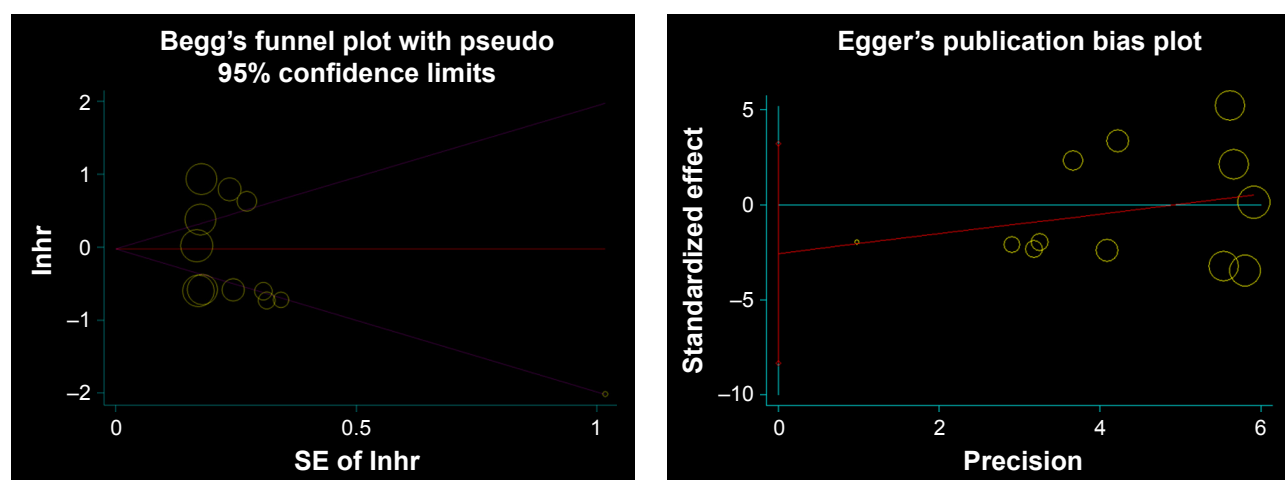 Begg's funnel plot with pseudo
95% confidence limits
2
1
0
–1
–2
lnhr
0
0.5
1
SE of lnhr
Egger's publication bias plot
5
0
–5
–10
Standardized effect
0
2
4
6
Precision